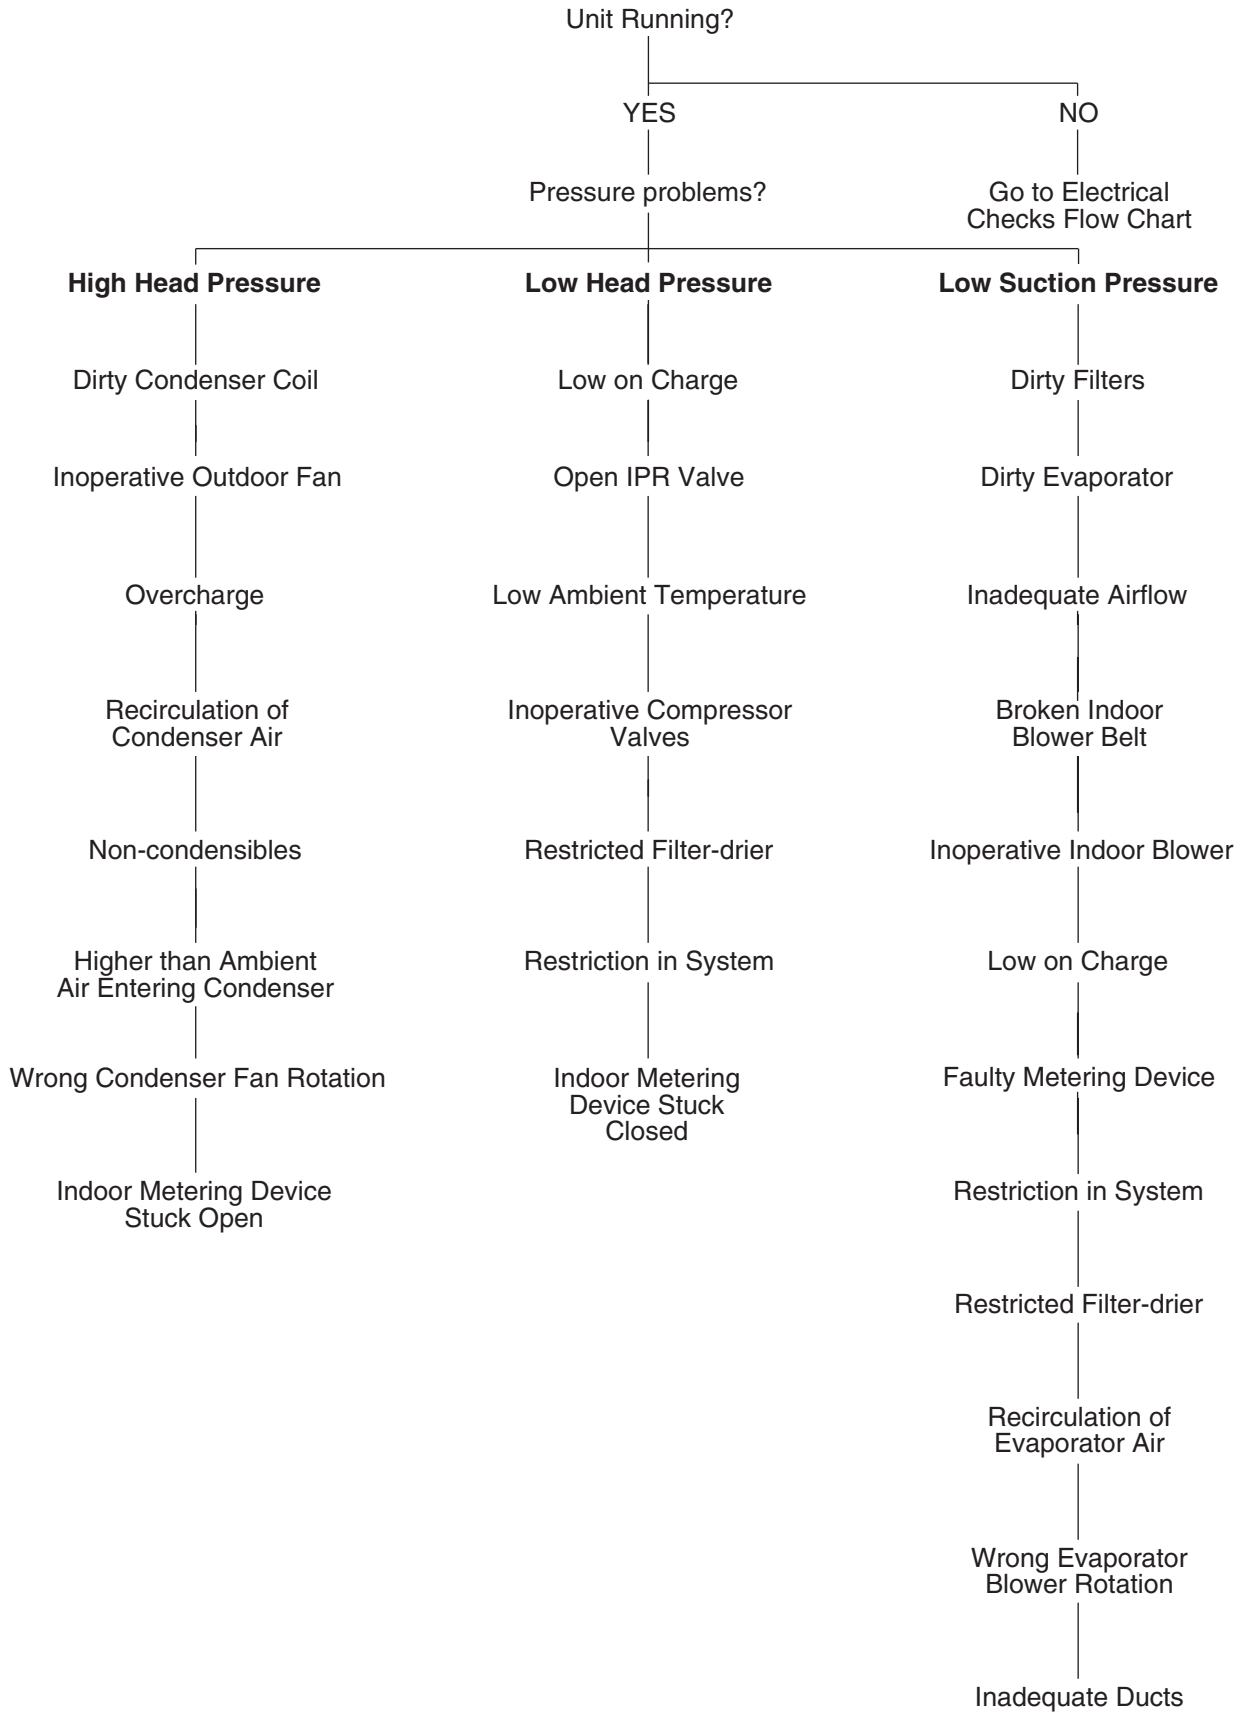 Unit Running?
YES
NO
Pressure problems?
Go to Electrical
Checks Flow Chart
High Head Pressure
Low Head Pressure
Low Suction Pressure
Dirty Condenser Coil
Low on Charge
Dirty Filters
Inoperative Outdoor Fan
Open IPR Valve
Dirty Evaporator
Overcharge
Low Ambient Temperature
Inadequate Airflow
Recirculation of
Condenser Air
Inoperative Compressor
Valves
Broken Indoor
Blower Belt
Non-condensibles
Restricted Filter-drier
Inoperative Indoor Blower
Higher than Ambient
Air Entering Condenser
Restriction in System
Low on Charge
Wrong Condenser Fan Rotation
Indoor Metering
Device Stuck
Closed
Faulty Metering Device
Indoor Metering Device
Stuck Open
Restriction in System
Restricted Filter-drier
Recirculation of
Evaporator Air
Wrong Evaporator
Blower Rotation
Inadequate Ducts